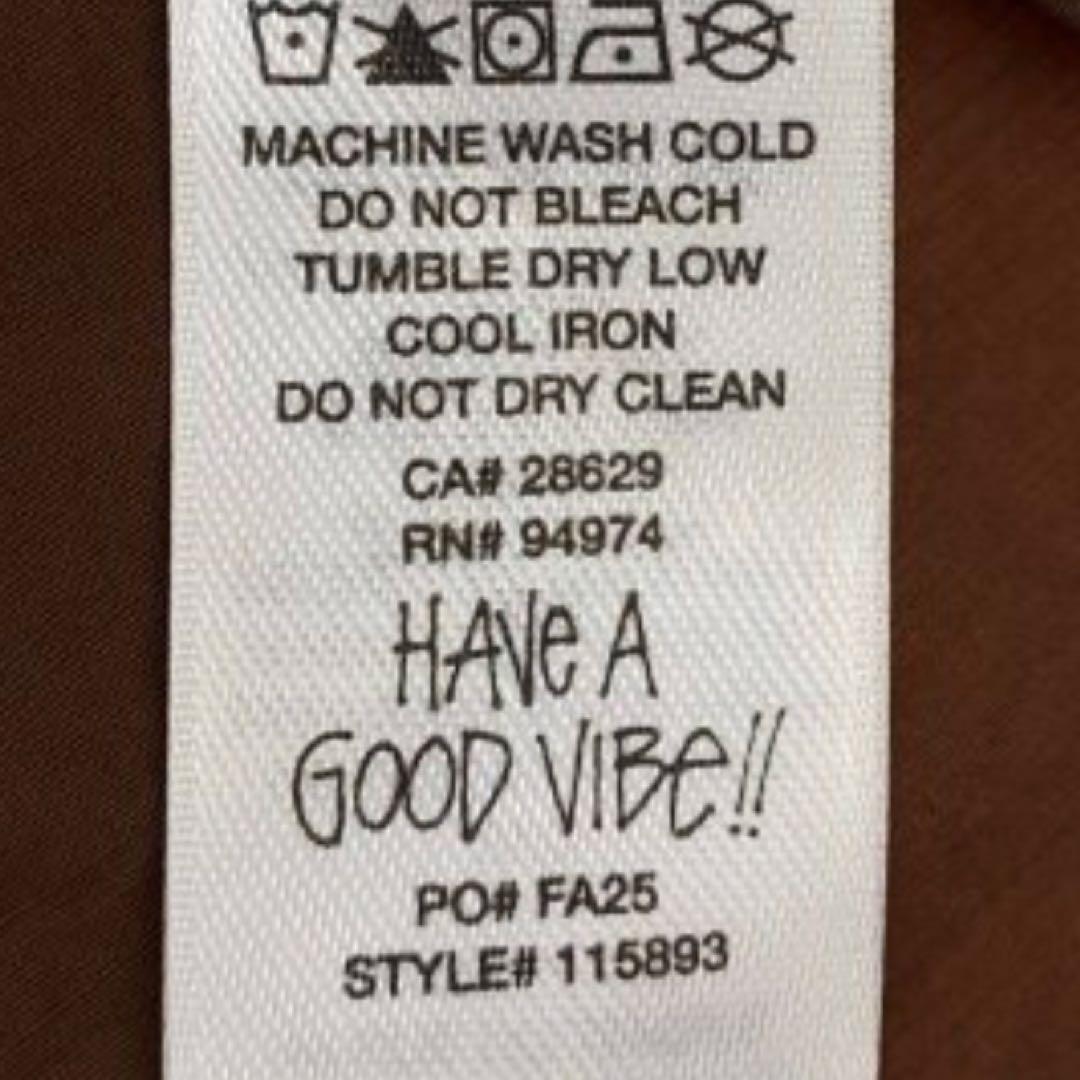 MACHINE WASH COLD
DO NOT BLEACH
TUMBLE DRY LOW
COOL IRON
DO NOT DRY CLEAN
CA# 28629
RN# 94974
HAVe A
GOOD VIBe!!
PO# FA25
STYLE# 115893